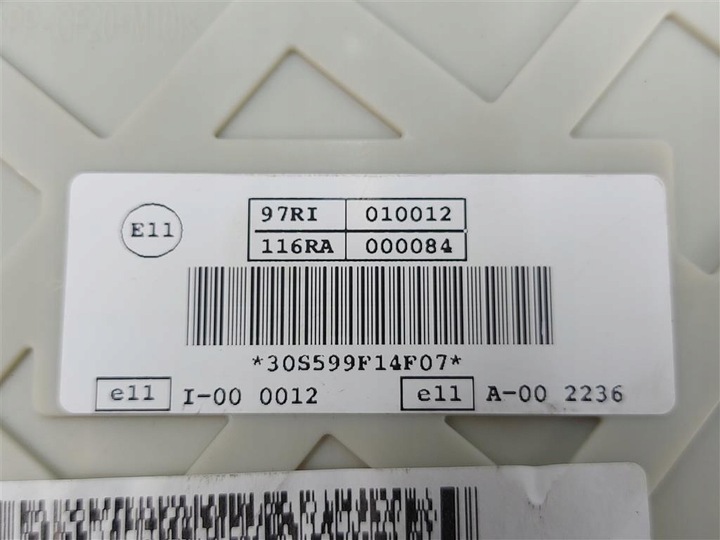 E11
97RI 010012
116RA 000084
*30S599F14F07*
e11 I-00 0012 e11 A-00 2236